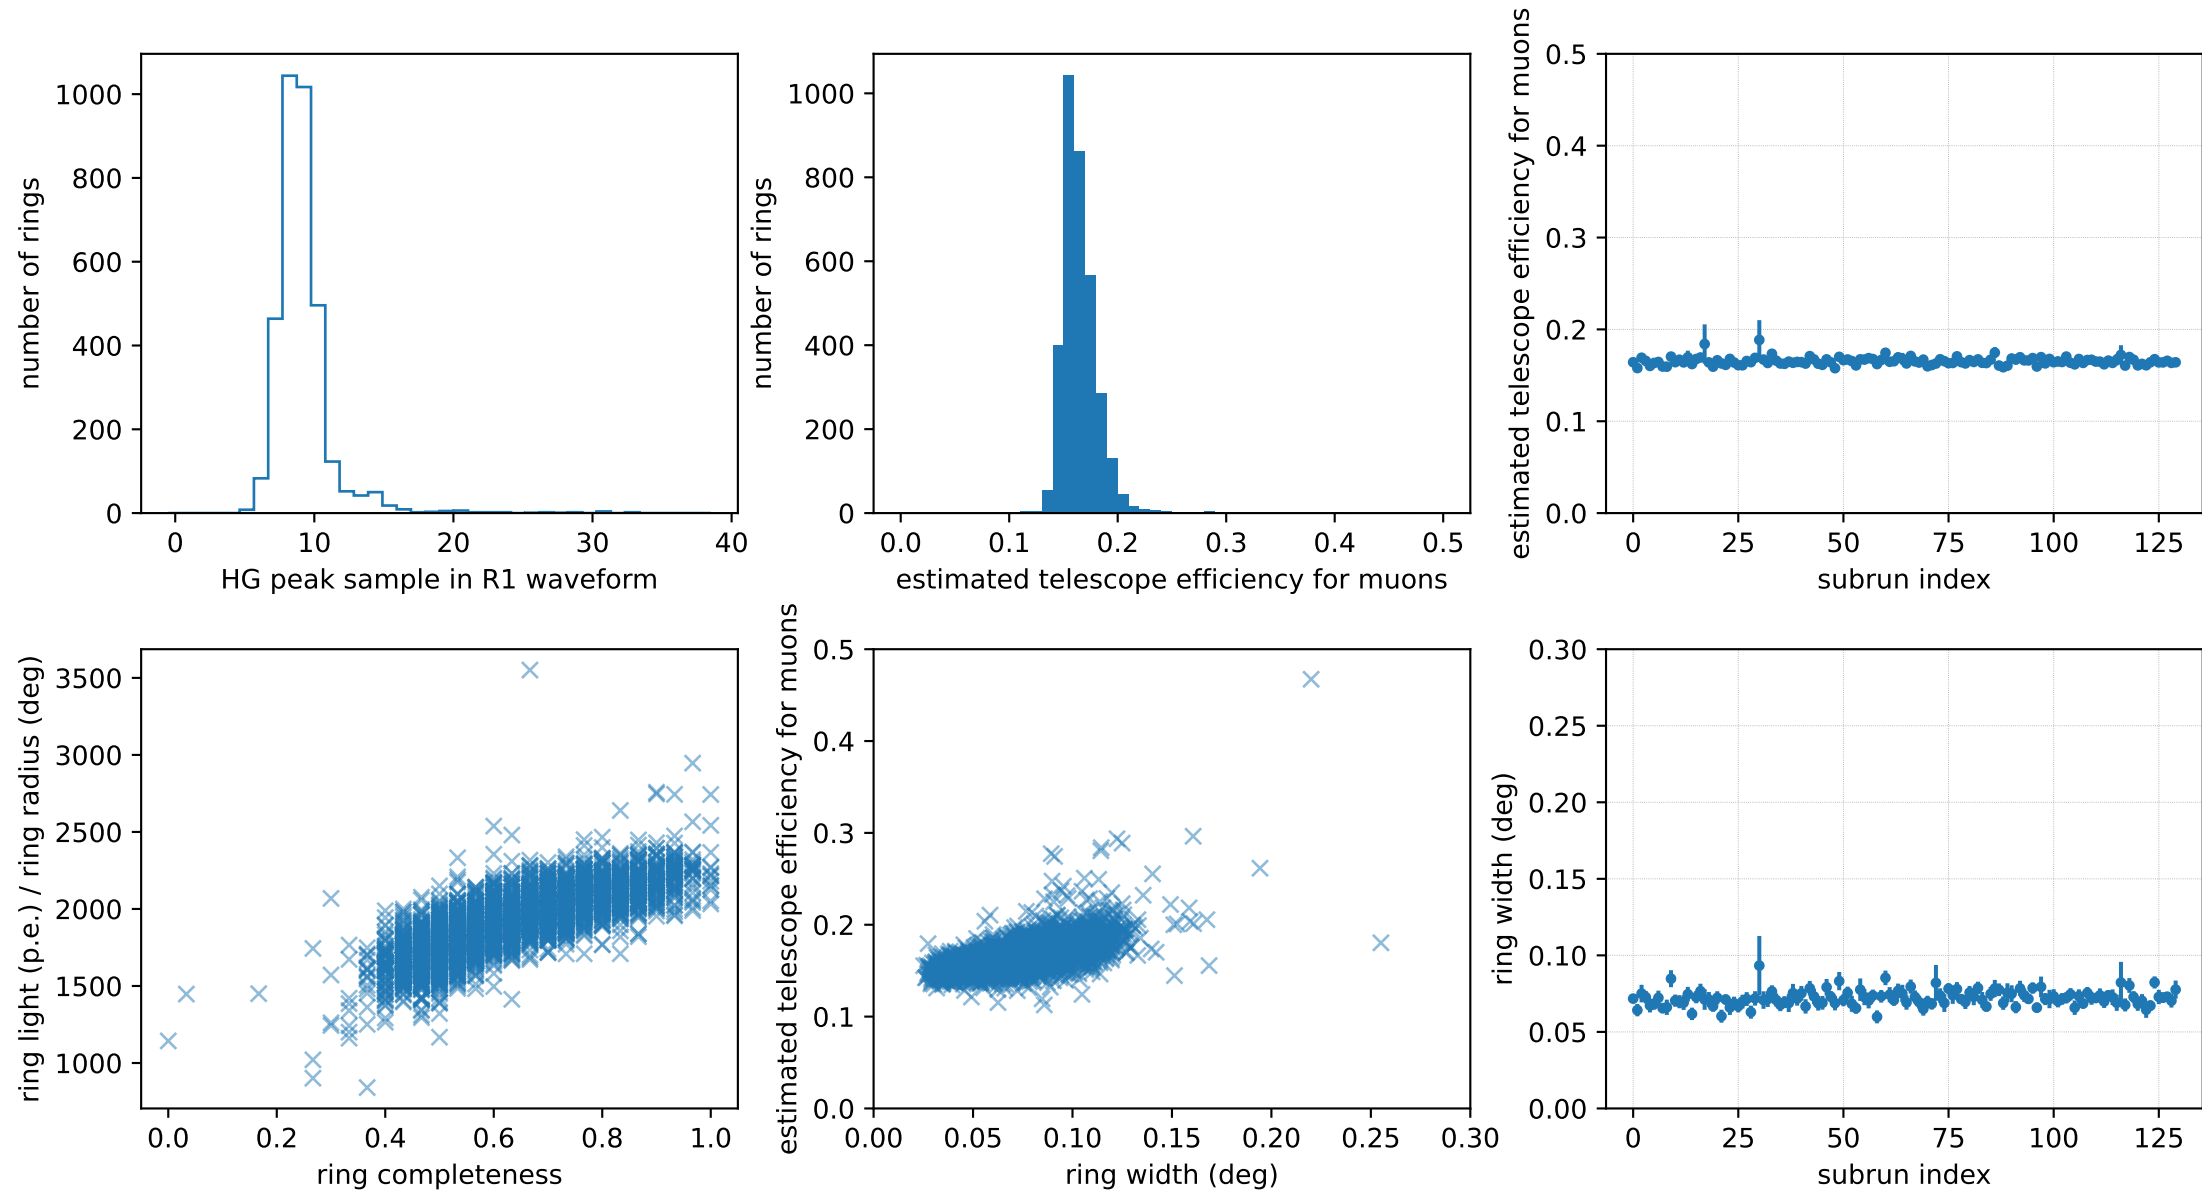 number of rings
1000
800
600
400
200
0
0 10 20 30 40
HG peak sample in R1 waveform
number of rings
1000
800
600
400
200
0
0.0 0.1 0.2 0.3 0.4 0.5
estimated telescope efficiency for muons
estimated telescope efficiency for muons
0.5
0.4
0.3
0.2
0.1
0.0
0 25 50 75 100 125
subrun index
ring light (p.e.) / ring radius (deg)
3500
3000
2500
2000
1500
1000
0.0 0.2 0.4 0.6 0.8 1.0
ring completeness
estimated telescope efficiency for muons
0.5
0.4
0.3
0.2
0.1
0.0
0.00 0.05 0.10 0.15 0.20 0.25 0.30
ring width (deg)
ring width (deg)
0.30
0.25
0.20
0.15
0.10
0.05
0.00
0 25 50 75 100 125
subrun index